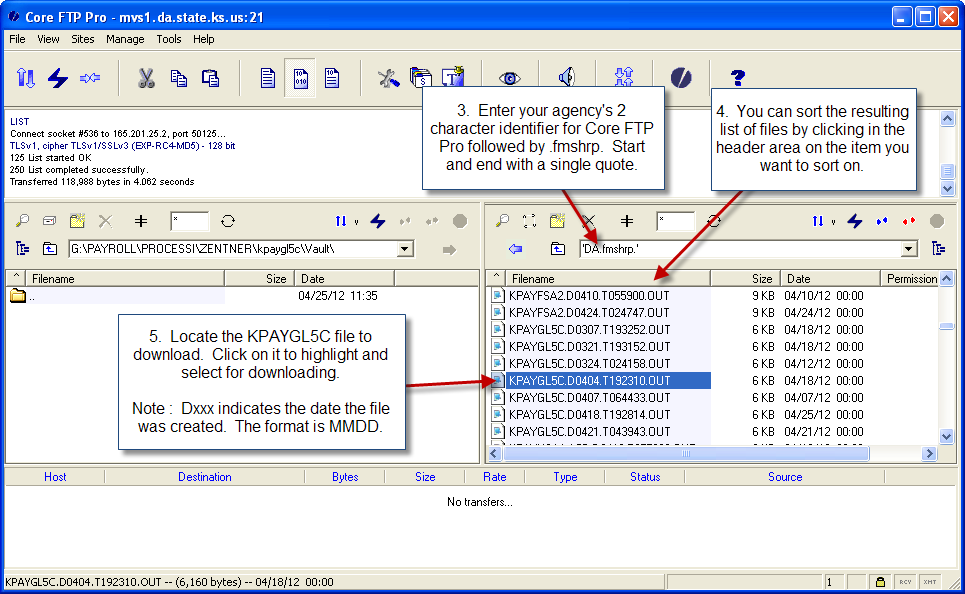 Core FTP Pro - mvs1.da.state.ks.us:21
File View Sites Manage Tools Help
LIST
Connect socket #536 to 165.201.25.2, port 50125...
TLSv1, cipher TLSv1/SSLv3 (EXP-RC4-MD5) - 128 bit
125 List started OK
250 List completed successfully.
Transferred 118,988 bytes in 4.062 seconds
3. Enter your agency's 2
character identifier for Core FTP
Pro followed by .fmshrp. Start
and end with a single quote.
4. You can sort the resulting
list of files by clicking in the
header area on the item you
want to sort on.
G:\PAYROLL\PROCESSI\ZENTNER\kpaygl5c\Vault\
^ Filename Size Date
.. 04/25/12 11:35
5. Locate the KPAYGL5C file to
download. Click on it to highlight and
select for downloading.
Note : Dxxx indicates the date the file
was created. The format is MMDD.
'DA.fmshrp.'
^ Filename Size Date Permission
KPAYFSA2.D0410.T055900.OUT 9 KB 04/10/12 00:00
KPAYFSA2.D0424.T024747.OUT 9 KB 04/24/12 00:00
KPAYGL5C.D0307.T193252.OUT 6 KB 04/18/12 00:00
KPAYGL5C.D0321.T193152.OUT 6 KB 04/18/12 00:00
KPAYGL5C.D0324.T024158.OUT 6 KB 04/12/12 00:00
KPAYGL5C.D0404.T192310.OUT 6 KB 04/18/12 00:00
KPAYGL5C.D0407.T064433.OUT 6 KB 04/07/12 00:00
KPAYGL5C.D0418.T192814.OUT 6 KB 04/25/12 00:00
KPAYGL5C.D0421.T043943.OUT 6 KB 04/21/12 00:00
Host Destination Bytes Size Rate Type Status Source
No transfers...
KPAYGL5C.D0404.T192310.OUT -- (6,160 bytes) -- 04/18/12 00:00
1 RCV XMT